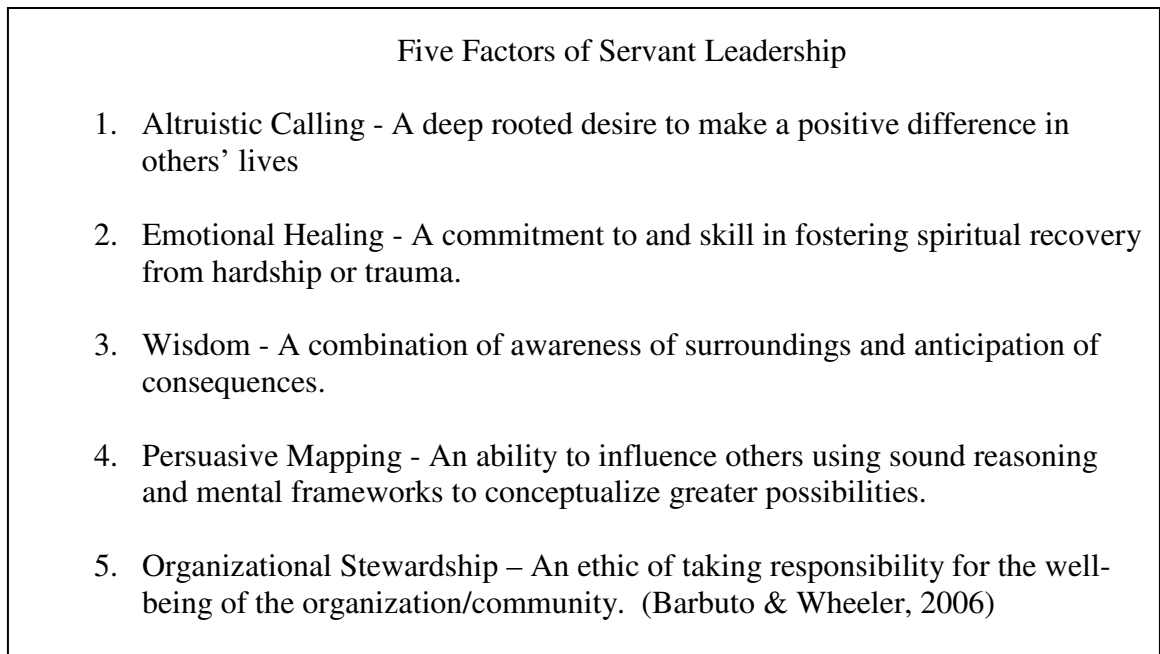 Five Factors of Servant Leadership
1. Altruistic Calling - A deep rooted desire to make a positive difference in
others’ lives
2. Emotional Healing - A commitment to and skill in fostering spiritual recovery
from hardship or trauma.
3. Wisdom - A combination of awareness of surroundings and anticipation of
consequences.
4. Persuasive Mapping - An ability to influence others using sound reasoning
and mental frameworks to conceptualize greater possibilities.
5. Organizational Stewardship – An ethic of taking responsibility for the well-
being of the organization/community.  (Barbuto & Wheeler, 2006)